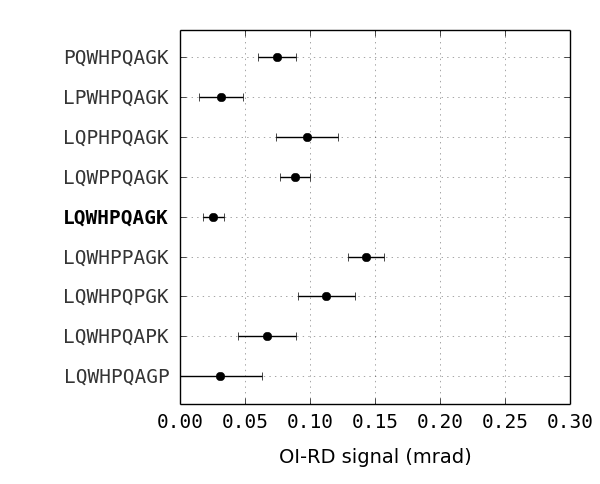 PQWHPQAGK
LPWHPQAGK
LQPHPQAGK
LQWPPQAGK
LQWHPQAGK
LQWHPPAGK
LQWHPQPGK
LQWHPQAPK
LQWHPQAGP
0.00 0.05 0.10 0.15 0.20 0.25 0.30
OI-RD signal (mrad)